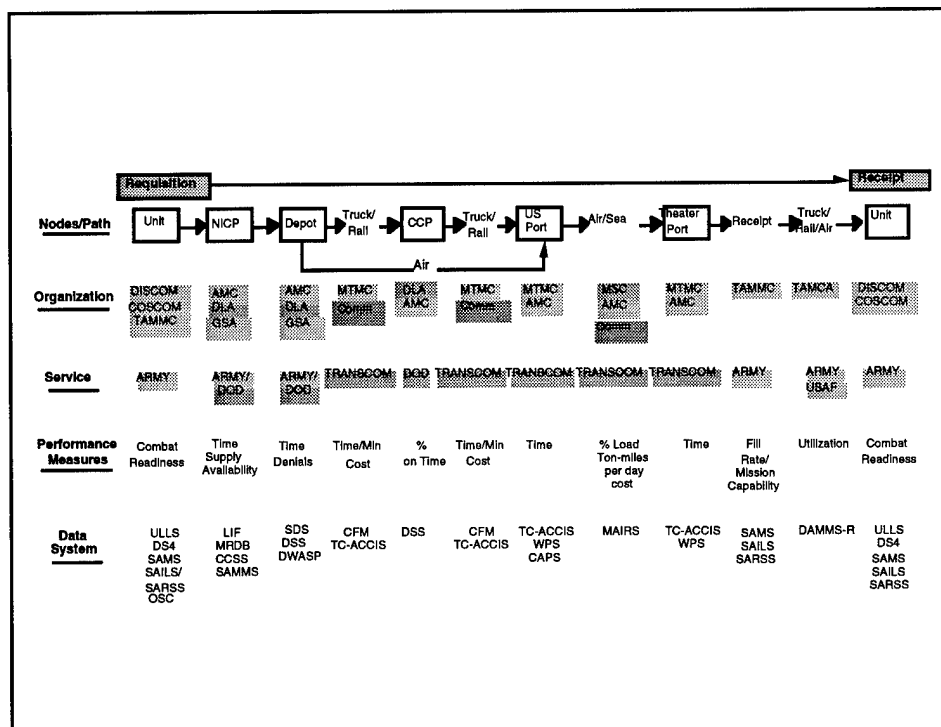 Requisition Receipt
Nodes/Path Unit NICP Depot Truck/ Rail CCP Truck/ Rail US Port Air/Sea Theater Port Receipt Truck/ Rail/Air Unit
Air
Organization DISCOM COSCOM TAMMC AMC DLA GSA AMC DLA GSA MTMC Comm DLA AMC MTMC Comm MTMC AMC MSC AMC Comm MTMC AMC TAMMC TAMCA DISCOM COSCOM
Service ARMY ARMY/ DOD ARMY/ DOD TRANSCOM DOD TRANSCOM TRANSCOM TRANSCOM TRANSCOM ARMY ARMY USAF ARMY
Performance Measures Combat Readiness Time Supply Availability Time Denials Time/Min Cost % on Time Time/Min Cost Time % Load Ton-miles per day cost Time Fill Rate/ Mission Capability Utilization Combat Readiness
Data System ULLS DS4 SAMS SAILS/ SARSS OSC LIF MRDB CCSS SAMMS SDS DSS DWASP CFM TC-ACCIS DSS CFM TC-ACCIS TC-ACCIS WPS CAPS MAIRS TC-ACCIS WPS SAMS SAILS SARSS DAMMS-R ULLS DS4 SAMS SAILS SARSS